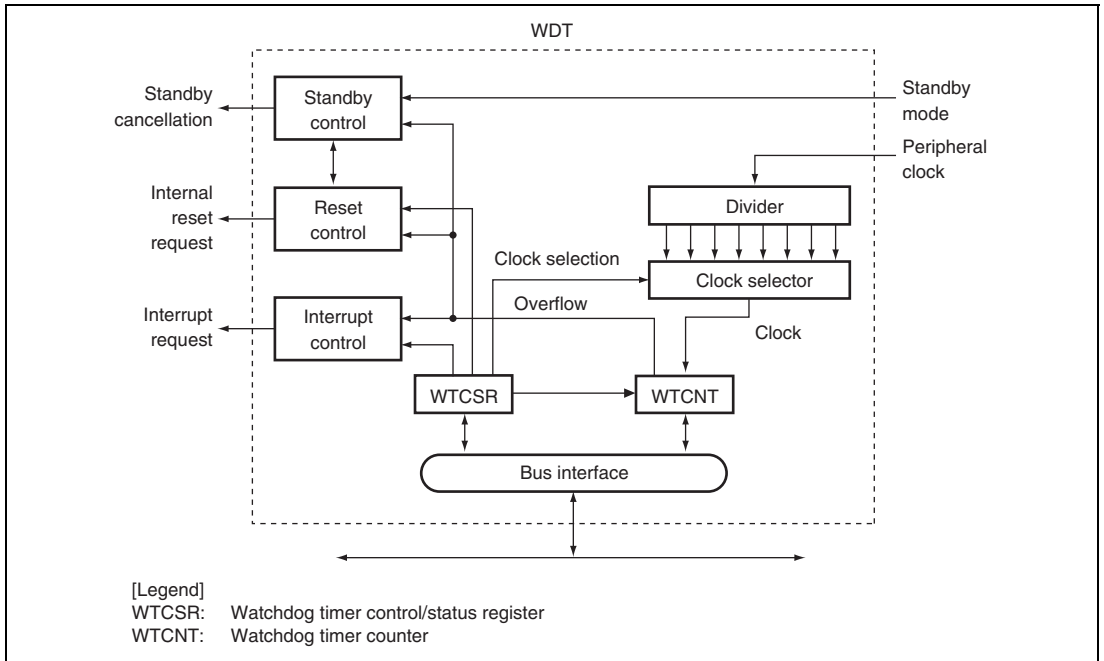 WDT
Standby
cancellation
Standby
control
Standby
mode
Peripheral
clock
Internal
reset
request
Reset
control
Divider
Clock selection
Clock selector
Interrupt
request
Interrupt
control
Overflow
Clock
WTCSR
WTCNT
Bus interface
[Legend]
WTCSR: Watchdog timer control/status register
WTCNT: Watchdog timer counter